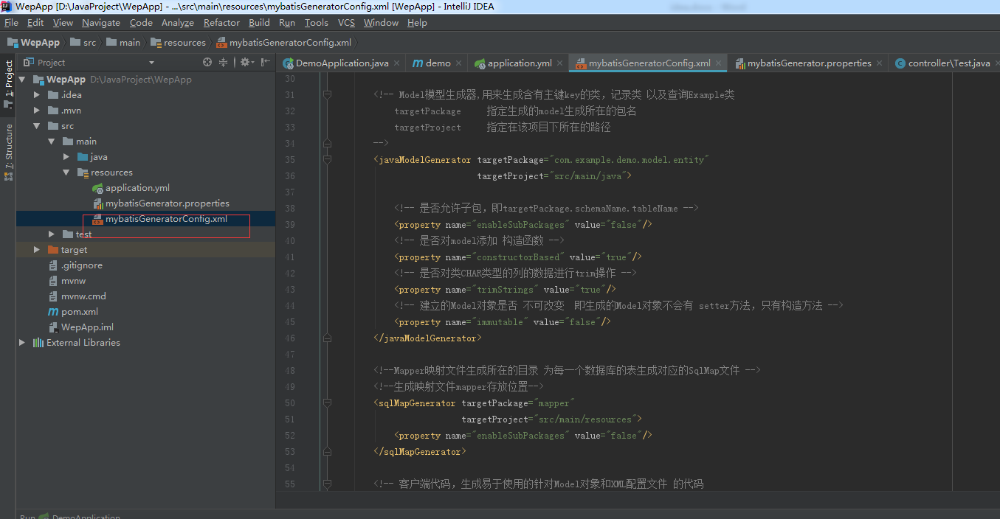 WepApp [D:\JavaProject\WepApp] - ...\src\main\resources\mybatisGeneratorConfig.xml [WepApp] - IntelliJ IDEA
File Edit View Navigate Code Analyze Refactor Build Run Tools VCS Window Help
WepApp src main resources mybatisGeneratorConfig.xml
Project
DemoApplication.java × demo × application.yml × mybatisGeneratorConfig.xml × mybatisGenerator.properties × controller\Test.java ×
1: Project
7: Structure
WepApp D:\JavaProject\WepApp
.idea
.mvn
src
main
java
resources
application.yml
mybatisGenerator.properties
mybatisGeneratorConfig.xml
test
target
.gitignore
mvnw
mvnw.cmd
pom.xml
WepApp.iml
External Libraries
30
31 <!-- Model模型生成器,用来生成含有主键key的类，记录类 以及查询Example类
32 targetPackage 指定生成的model生成所在的包名
33 targetProject 指定在该项目下所在的路径
34 -->
35 <javaModelGenerator targetPackage="com.example.demo.model.entity"
36 targetProject="src/main/java">
37
38 <!-- 是否允许子包，即targetPackage.schemaName.tableName -->
39 <property name="enableSubPackages" value="false"/>
40 <!-- 是否对model添加 构造函数 -->
41 <property name="constructorBased" value="true"/>
42 <!-- 是否对类CHAR类型的列的数据进行trim操作 -->
43 <property name="trimStrings" value="true"/>
44 <!-- 建立的Model对象是否 不可改变 即生成的Model对象不会有 setter方法，只有构造方法 -->
45 <property name="immutable" value="false"/>
46 </javaModelGenerator>
47
48 <!--Mapper映射文件生成所在的目录 为每一个数据库的表生成对应的SqlMap文件 -->
49 <!--生成映射文件mapper存放位置-->
50 <sqlMapGenerator targetPackage="mapper"
51 targetProject="src/main/resources">
52 <property name="enableSubPackages" value="false"/>
53 </sqlMapGenerator>
54
55 <!-- 客户端代码，生成易于使用的针对Model对象和XML配置文件 的代码
Run DemoApplication